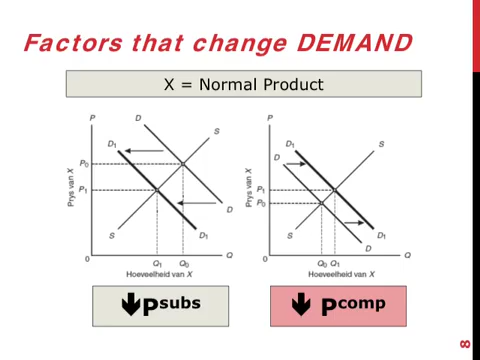 Factors that change DEMAND
X = Normal Product
P
D
S
D₁
P₀
P₁
Prys van X
D
S
D₁
0
Q₁ Q₀
Q
Hoeveelheid van X
P
D₁
S
D
P₁
P₀
Prys van X
D₁
S
D
0
Q₀ Q₁
Q
Hoeveelheid van X
🡻Psubs
🡻 Pcomp
8